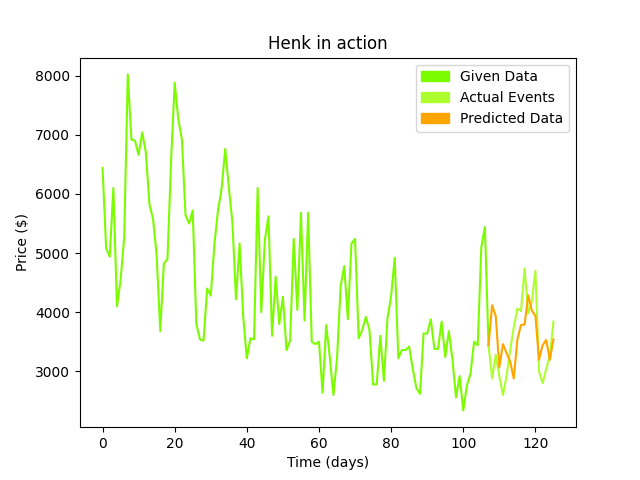 Henk in action
Given Data
Actual Events
Predicted Data
Price ($)
8000
7000
6000
5000
4000
3000
0 20 40 60 80 100 120
Time (days)